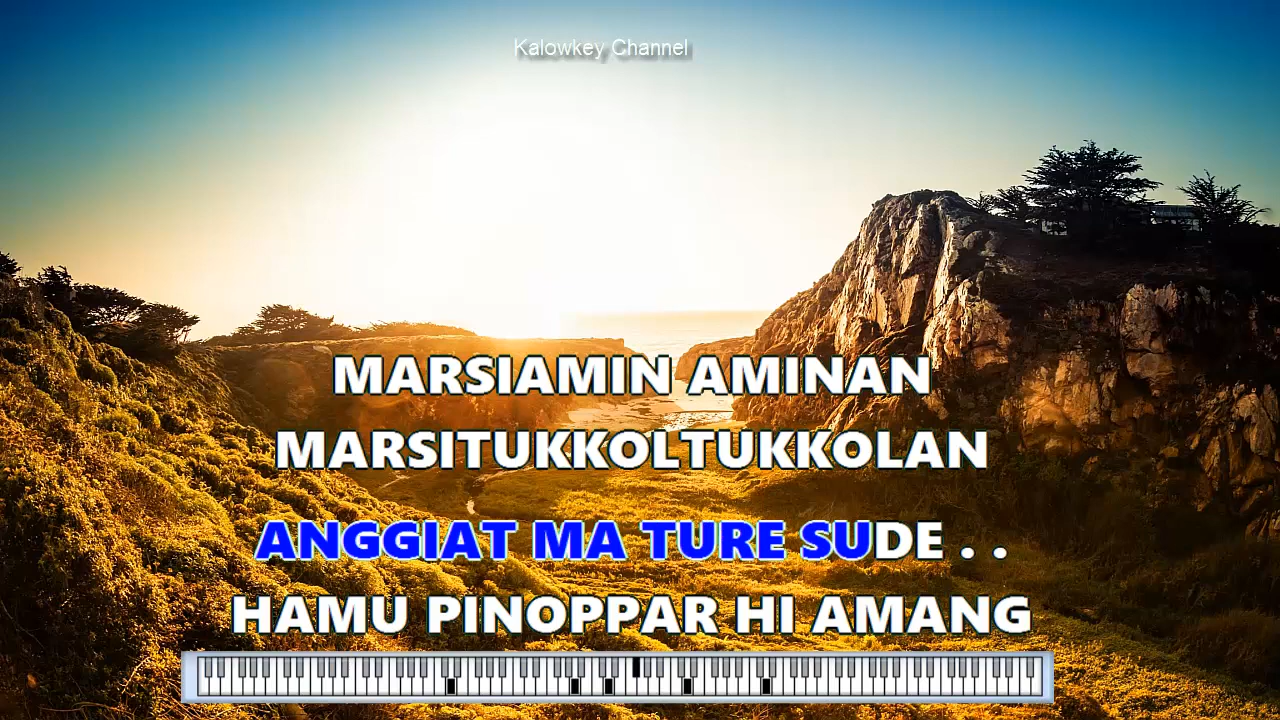 Kalowkey Channel
MARSIAMIN AMINAN
MARSITUKKOLTUKKOLAN
ANGGIAT MA TURE SUDE . .
HAMU PINOPPAR HI AMANG